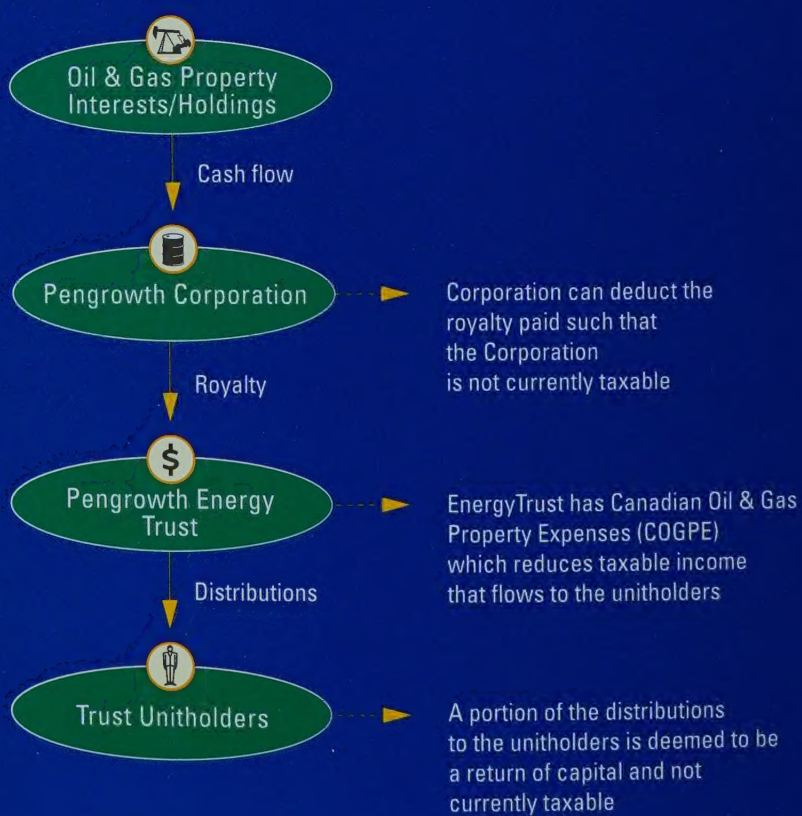 Oil & Gas Property
Interests/Holdings
Cash flow
Pengrowth Corporation
Corporation can deduct the
royalty paid such that
the Corporation
is not currently taxable
Royalty
$
Pengrowth Energy
Trust
EnergyTrust has Canadian Oil & Gas
Property Expenses (COGPE)
which reduces taxable income
that flows to the unitholders
Distributions
Trust Unitholders
A portion of the distributions
to the unitholders is deemed to be
a return of capital and not
currently taxable